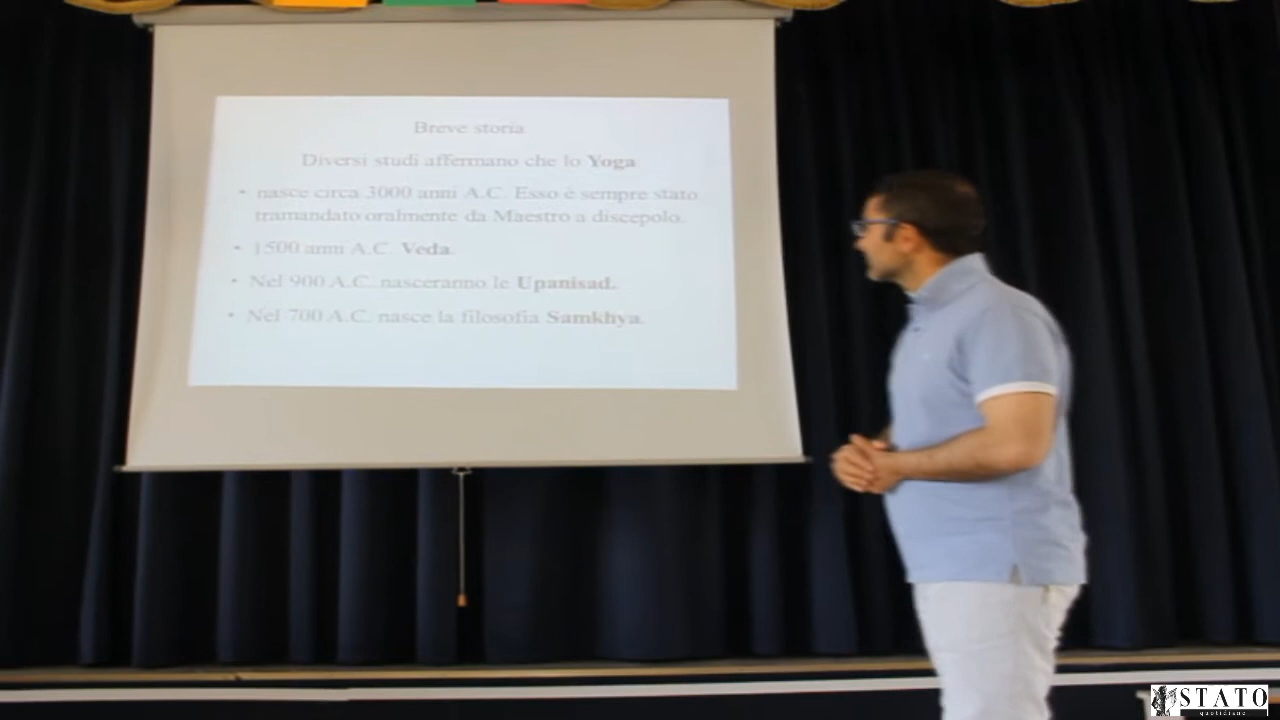 Breve storia
Diversi studi affermano che lo Yoga
• nasce circa 3000 anni A.C. Esso è sempre stato
tramandato oralmente da Maestro a discepolo.
• 1500 anni A.C. Veda.
• Nel 900 A.C. nasceranno le Upanisad.
• Nel 700 A.C. nasce la filosofia Samkhya.
STATO
quotidiano